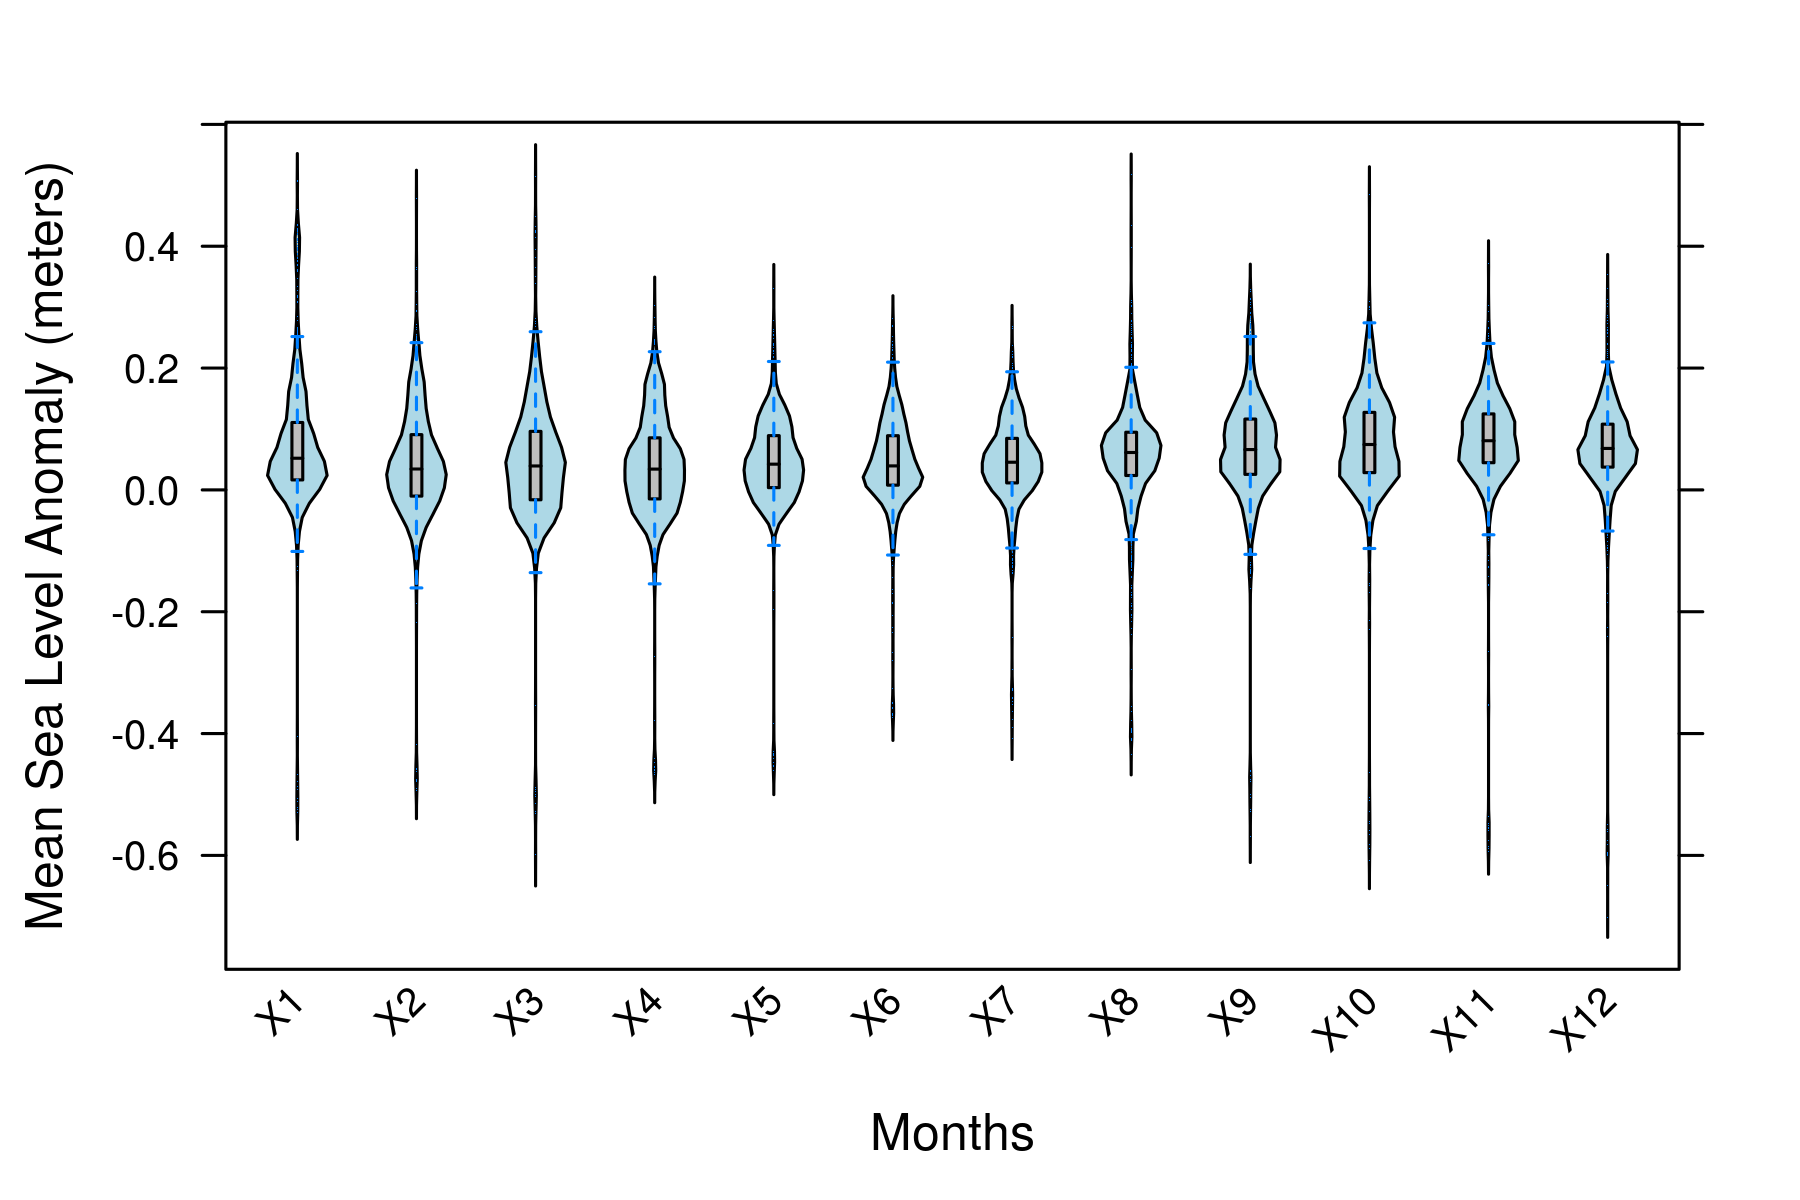 Mean Sea Level Anomaly (meters)
0.4
0.2
0.0
-0.2
-0.4
-0.6
X1 X2 X3 X4 X5 X6 X7 X8 X9 X10 X11 X12
Months